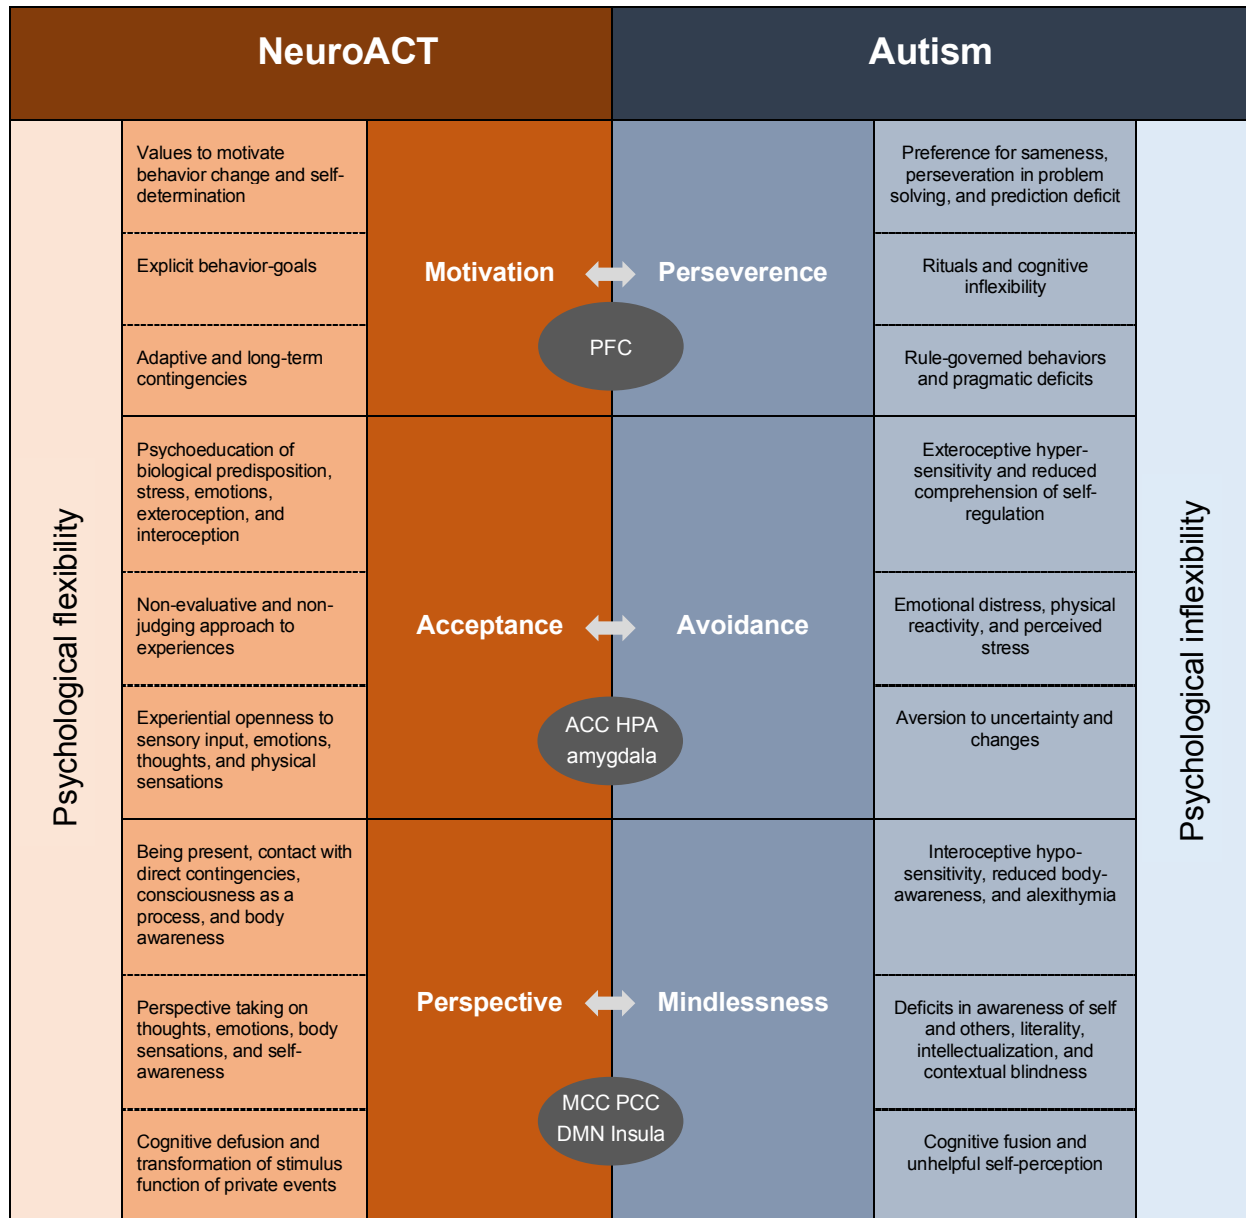 NeuroACT
Autism
Psychological flexibility
Values to motivate
behavior change and self-
determination
Explicit behavior-goals
Adaptive and long-term
contingencies
Motivation
Perseverence
PFC
Preference for sameness,
perseveration in problem
solving, and prediction deficit
Rituals and cognitive
inflexibility
Rule-governed behaviors
and pragmatic deficits
Psychoeducation of
biological predisposition,
stress, emotions,
exteroception, and
interoception
Non-evaluative and non-
judging approach to
experiences
Experiential openness to
sensory input, emotions,
thoughts, and physical
sensations
Acceptance
Avoidance
ACC HPA
amygdala
Exteroceptive hyper-
sensitivity and reduced
comprehension of self-
regulation
Emotional distress, physical
reactivity, and perceived
stress
Aversion to uncertainty and
changes
Being present, contact with
direct contingencies,
consciousness as a
process, and body
awareness
Perspective taking on
thoughts, emotions, body
sensations, and self-
awareness
Cognitive defusion and
transformation of stimulus
function of private events
Perspective
Mindlessness
MCC PCC
DMN Insula
Interoceptive hypo-
sensitivity, reduced body-
awareness, and alexithymia
Deficits in awareness of self
and others, literality,
intellectualization, and
contextual blindness
Cognitive fusion and
unhelpful self-perception
Psychological inflexibility